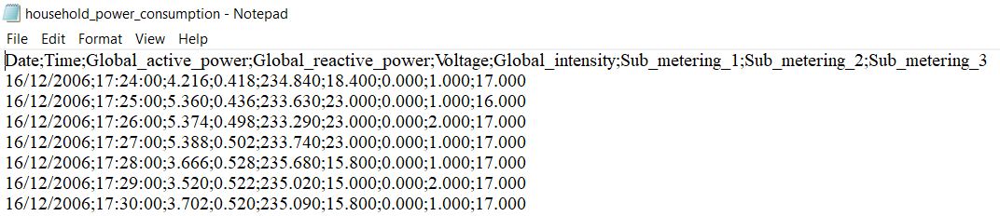 household_power_consumption - Notepad
File Edit Format View Help
Date;Time;Global_active_power;Global_reactive_power;Voltage;Global_intensity;Sub_metering_1;Sub_metering_2;Sub_metering_3
16/12/2006;17:24:00;4.216;0.418;234.840;18.400;0.000;1.000;17.000
16/12/2006;17:25:00;5.360;0.436;233.630;23.000;0.000;1.000;16.000
16/12/2006;17:26:00;5.374;0.498;233.290;23.000;0.000;2.000;17.000
16/12/2006;17:27:00;5.388;0.502;233.740;23.000;0.000;1.000;17.000
16/12/2006;17:28:00;3.666;0.528;235.680;15.800;0.000;1.000;17.000
16/12/2006;17:29:00;3.520;0.522;235.020;15.000;0.000;2.000;17.000
16/12/2006;17:30:00;3.702;0.520;235.090;15.800;0.000;1.000;17.000